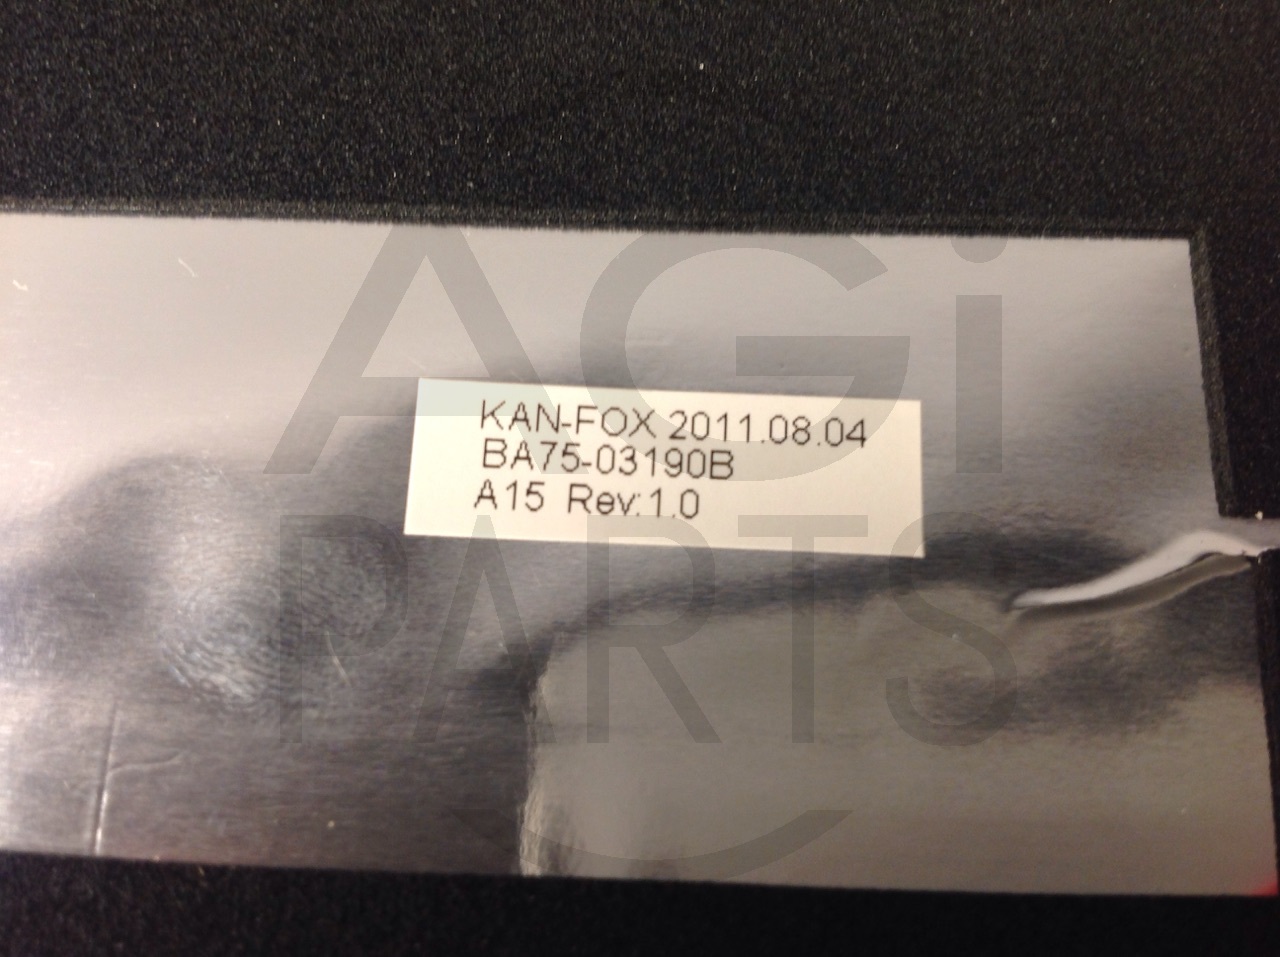 AGi
PARTS
KAN-FOX 2011.08.04
BA75-03190B
A15 Rev:1.0